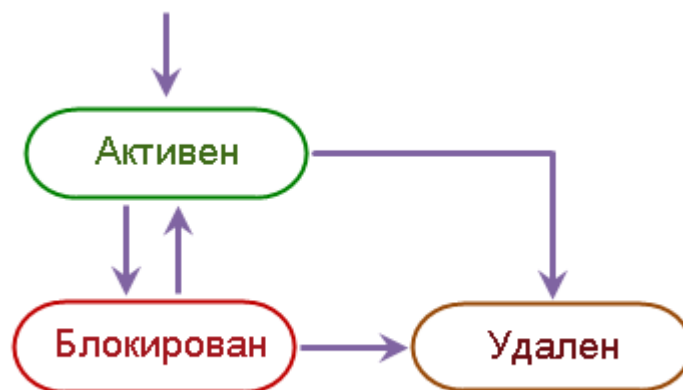 Активен
Блокирован
Удален